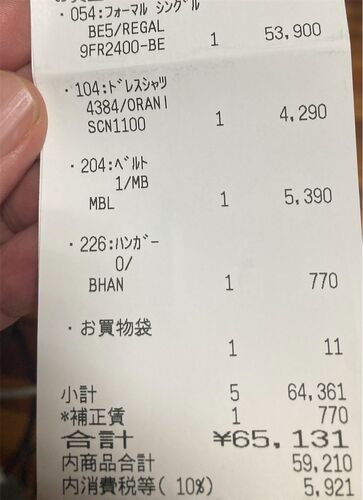 ・054:ﾌｫｰﾏﾙ ｼﾝｸﾞﾙ
BE5/REGAL
9FR2400-BE 1 53,900
・104:ﾄﾞﾚｽｼｬﾂ
4384/ORANI
SCN1100 1 4,290
・204:ﾍﾞﾙﾄ
1/MB
MBL 1 5,390
・226:ﾊﾝｶﾞｰ
0/
BHAN 1 770
・お買物袋
1 11
小計 5 64,361
*補正賃 1 770
合計 ¥65,131
内商品合計 59,210
内消費税等( 10%) 5,921